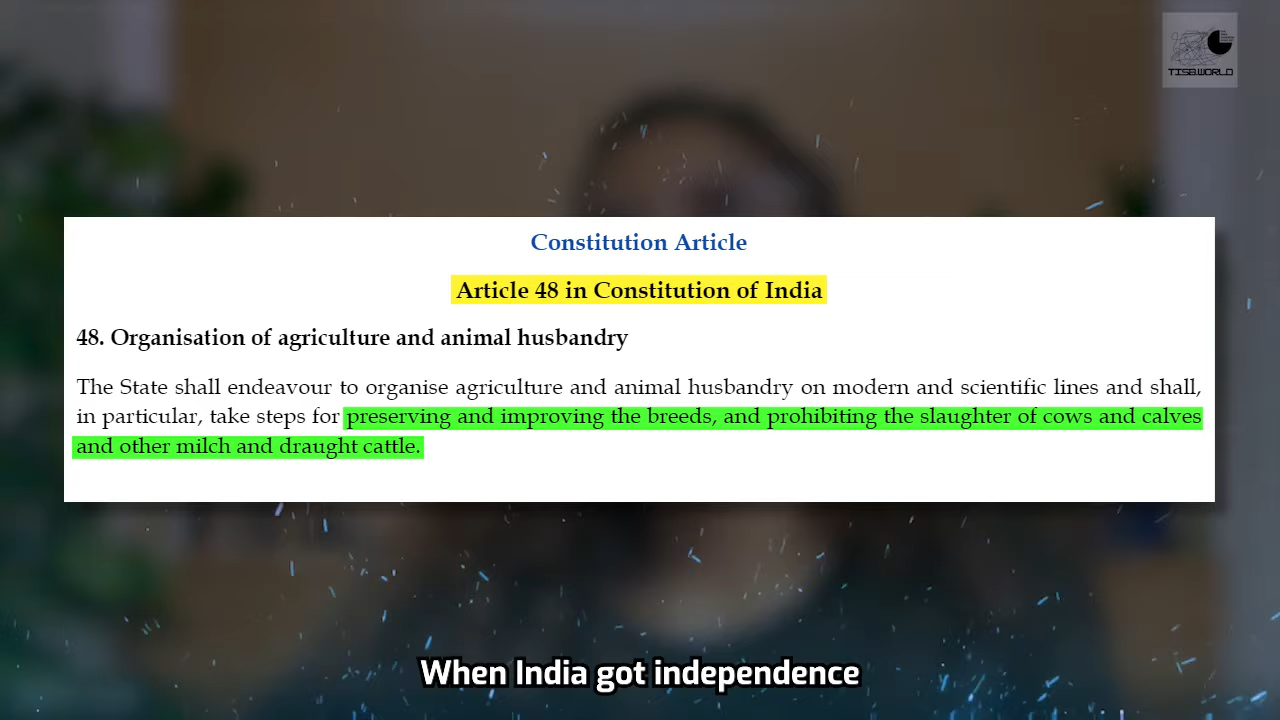 TISBWORLD
Constitution Article
Article 48 in Constitution of India
48. Organisation of agriculture and animal husbandry
The State shall endeavour to organise agriculture and animal husbandry on modern and scientific lines and shall,
in particular, take steps for preserving and improving the breeds, and prohibiting the slaughter of cows and calves
and other milch and draught cattle.
When India got independence